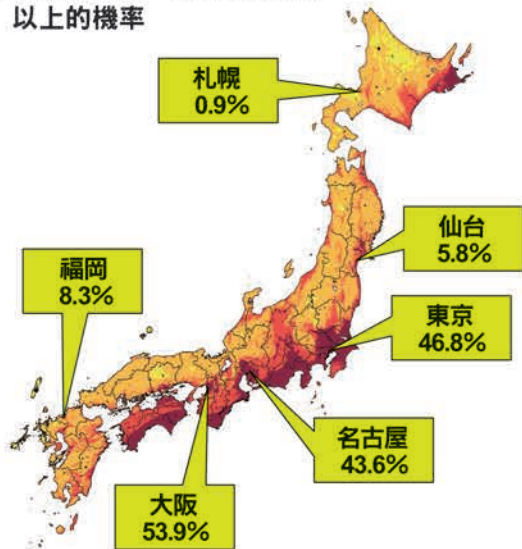 以上的機率
札幌
0.9%
仙台
5.8%
福岡
8.3%
東京
46.8%
名古屋
43.6%
大阪
53.9%